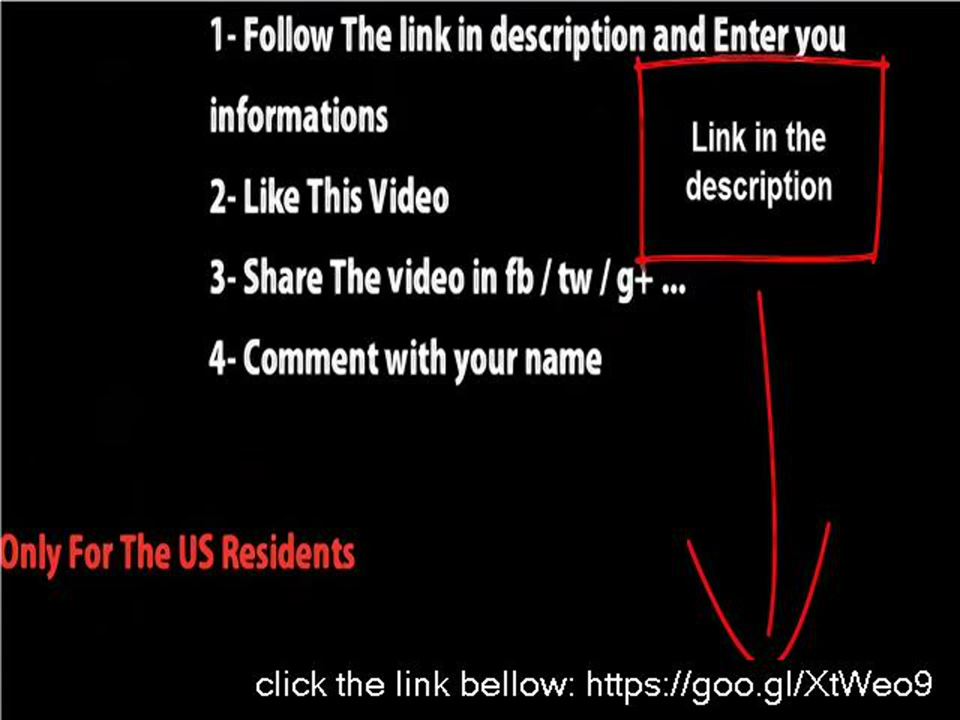 1- Follow The link in description and Enter you
informations
Link in the
description
2- Like This Video
3- Share The video in fb / tw / g+ ...
4- Comment with your name
Only For The US Residents
click the link bellow: https://goo.gl/XtWeo9